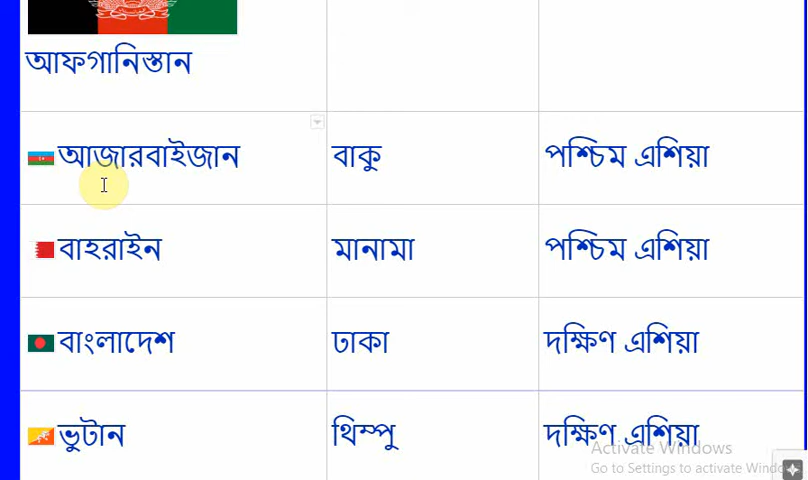 আফগানিস্তান
আজারবাইজান বাকু পশ্চিম এশিয়া
বাহরাইন মানামা পশ্চিম এশিয়া
বাংলাদেশ ঢাকা দক্ষিণ এশিয়া
ভুটান থিম্পু দক্ষিণ এশিয়া
Activate Windows
Go to Settings to activate Windo